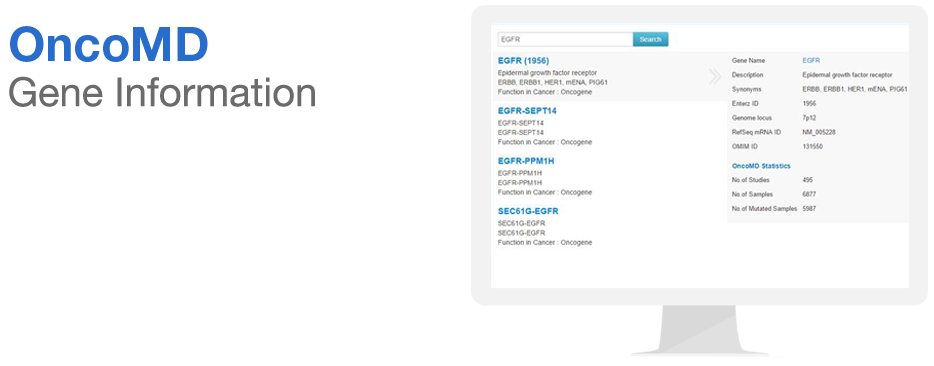 OncoMD
Gene Information
EGFR
Search
EGFR (1956)
Epidermal growth factor receptor
ERBB, ERBB1, HER1, mENA, PIG61
Function in Cancer : Oncogene
EGFR-SEPT14
EGFR-SEPT14
EGFR-SEPT14
Function in Cancer : Oncogene
EGFR-PPM1H
EGFR-PPM1H
EGFR-PPM1H
Function in Cancer : Oncogene
SEC61G-EGFR
SEC61G-EGFR
SEC61G-EGFR
Function in Cancer : Oncogene
Gene Name EGFR
Description Epidermal growth factor receptor
Synonyms ERBB, ERBB1, HER1, mENA, PIG61
Enterz ID 1956
Genome locus 7p12
RefSeq mRNA ID NM_005228
OMIM ID 131550
OncoMD Statistics
No of Studies 495
No of Samples 6877
No of Mutated Samples 5987